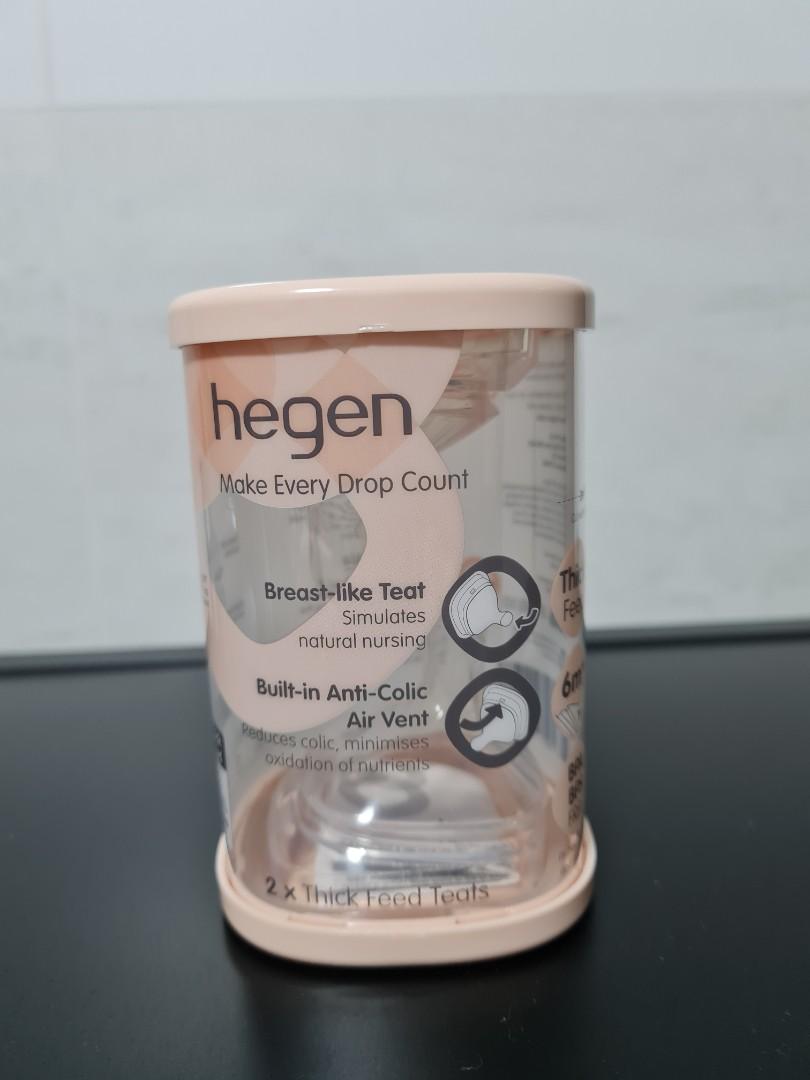 hegen
Make Every Drop Count
Breast-like Teat
Simulates
natural nursing
Built-in Anti-Colic
Air Vent
Reduces colic, minimises
oxidation of nutrients
2 x Thick Feed Teats